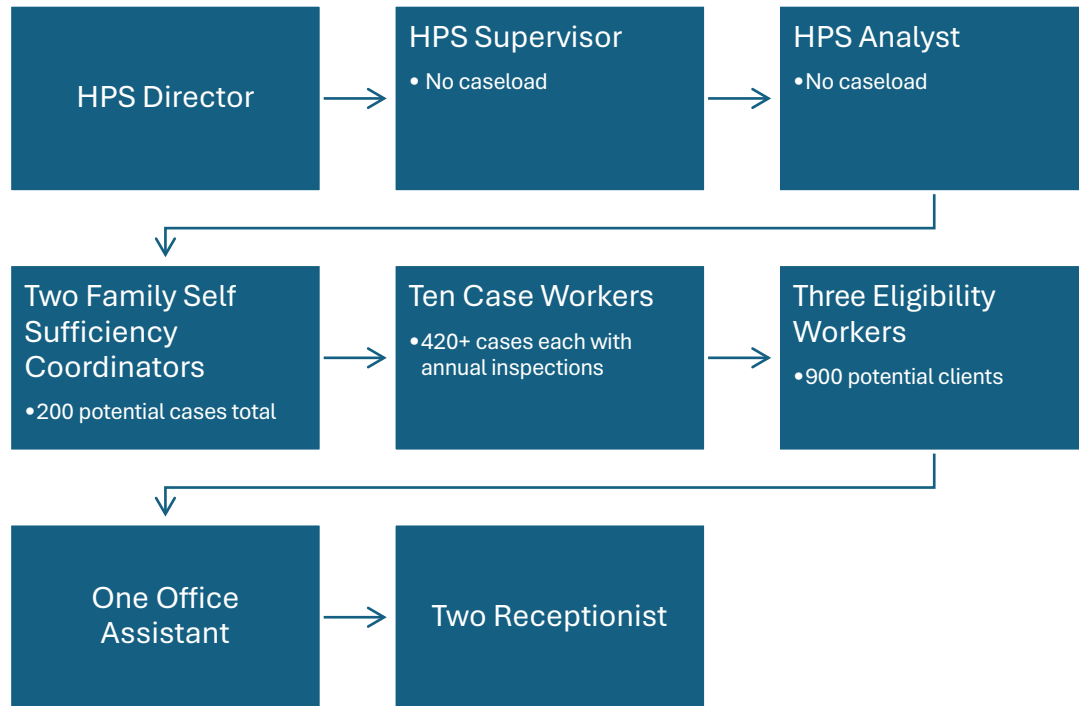 HPS Director
HPS Supervisor
• No caseload
HPS Analyst
•No caseload
Two Family Self
Sufficiency
Coordinators
•200 potential cases total
Ten Case Workers
•420+ cases each with
annual inspections
Three Eligibility
Workers
•900 potential clients
One Office
Assistant
Two Receptionist